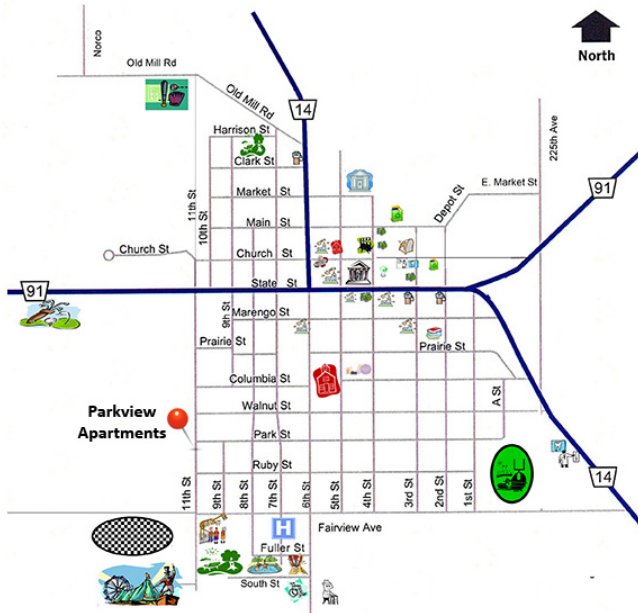 Norco
North
Old Mill Rd
Old Mill Rd
14
225th Ave
Harrison St
Clark St
11th St
10th St
Market St
E. Market St
91
Main St
Depot St
Church St
Church St
State St
91
9th St
Marengo St
Prairie St
Prairie St
Columbia St
A St
Walnut St
Parkview
Apartments
Park St
Ruby St
14
11th St
9th St
8th St
7th St
6th St
5th St
4th St
3rd St
2nd St
1st St
H
Fairview Ave
Fuller St
South St